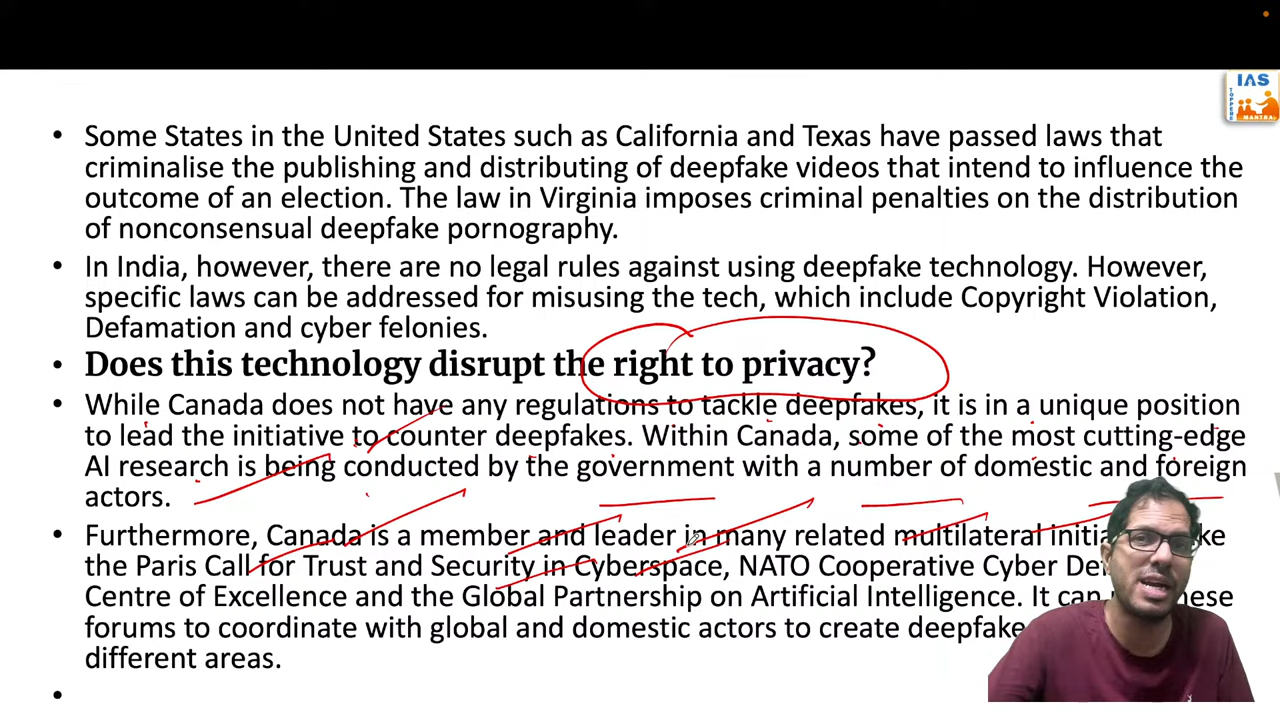 IAS
TOPPERS
MANTRA
• Some States in the United States such as California and Texas have passed laws that
criminalise the publishing and distributing of deepfake videos that intend to influence the
outcome of an election. The law in Virginia imposes criminal penalties on the distribution
of nonconsensual deepfake pornography.
• In India, however, there are no legal rules against using deepfake technology. However,
specific laws can be addressed for misusing the tech, which include Copyright Violation,
Defamation and cyber felonies.
• Does this technology disrupt the right to privacy?
• While Canada does not have any regulations to tackle deepfakes, it is in a unique position
to lead the initiative to counter deepfakes. Within Canada, some of the most cutting-edge
AI research is being conducted by the government with a number of domestic and foreign
actors.
• Furthermore, Canada is a member and leader in many related multilateral
the Paris Call for Trust and Security in Cyberspace, NATO Cooperative Cyber
Centre of Excellence and the Global Partnership on Artificial Intelligence. It can
forums to coordinate with global and domestic actors to create deepfake
different areas.
•